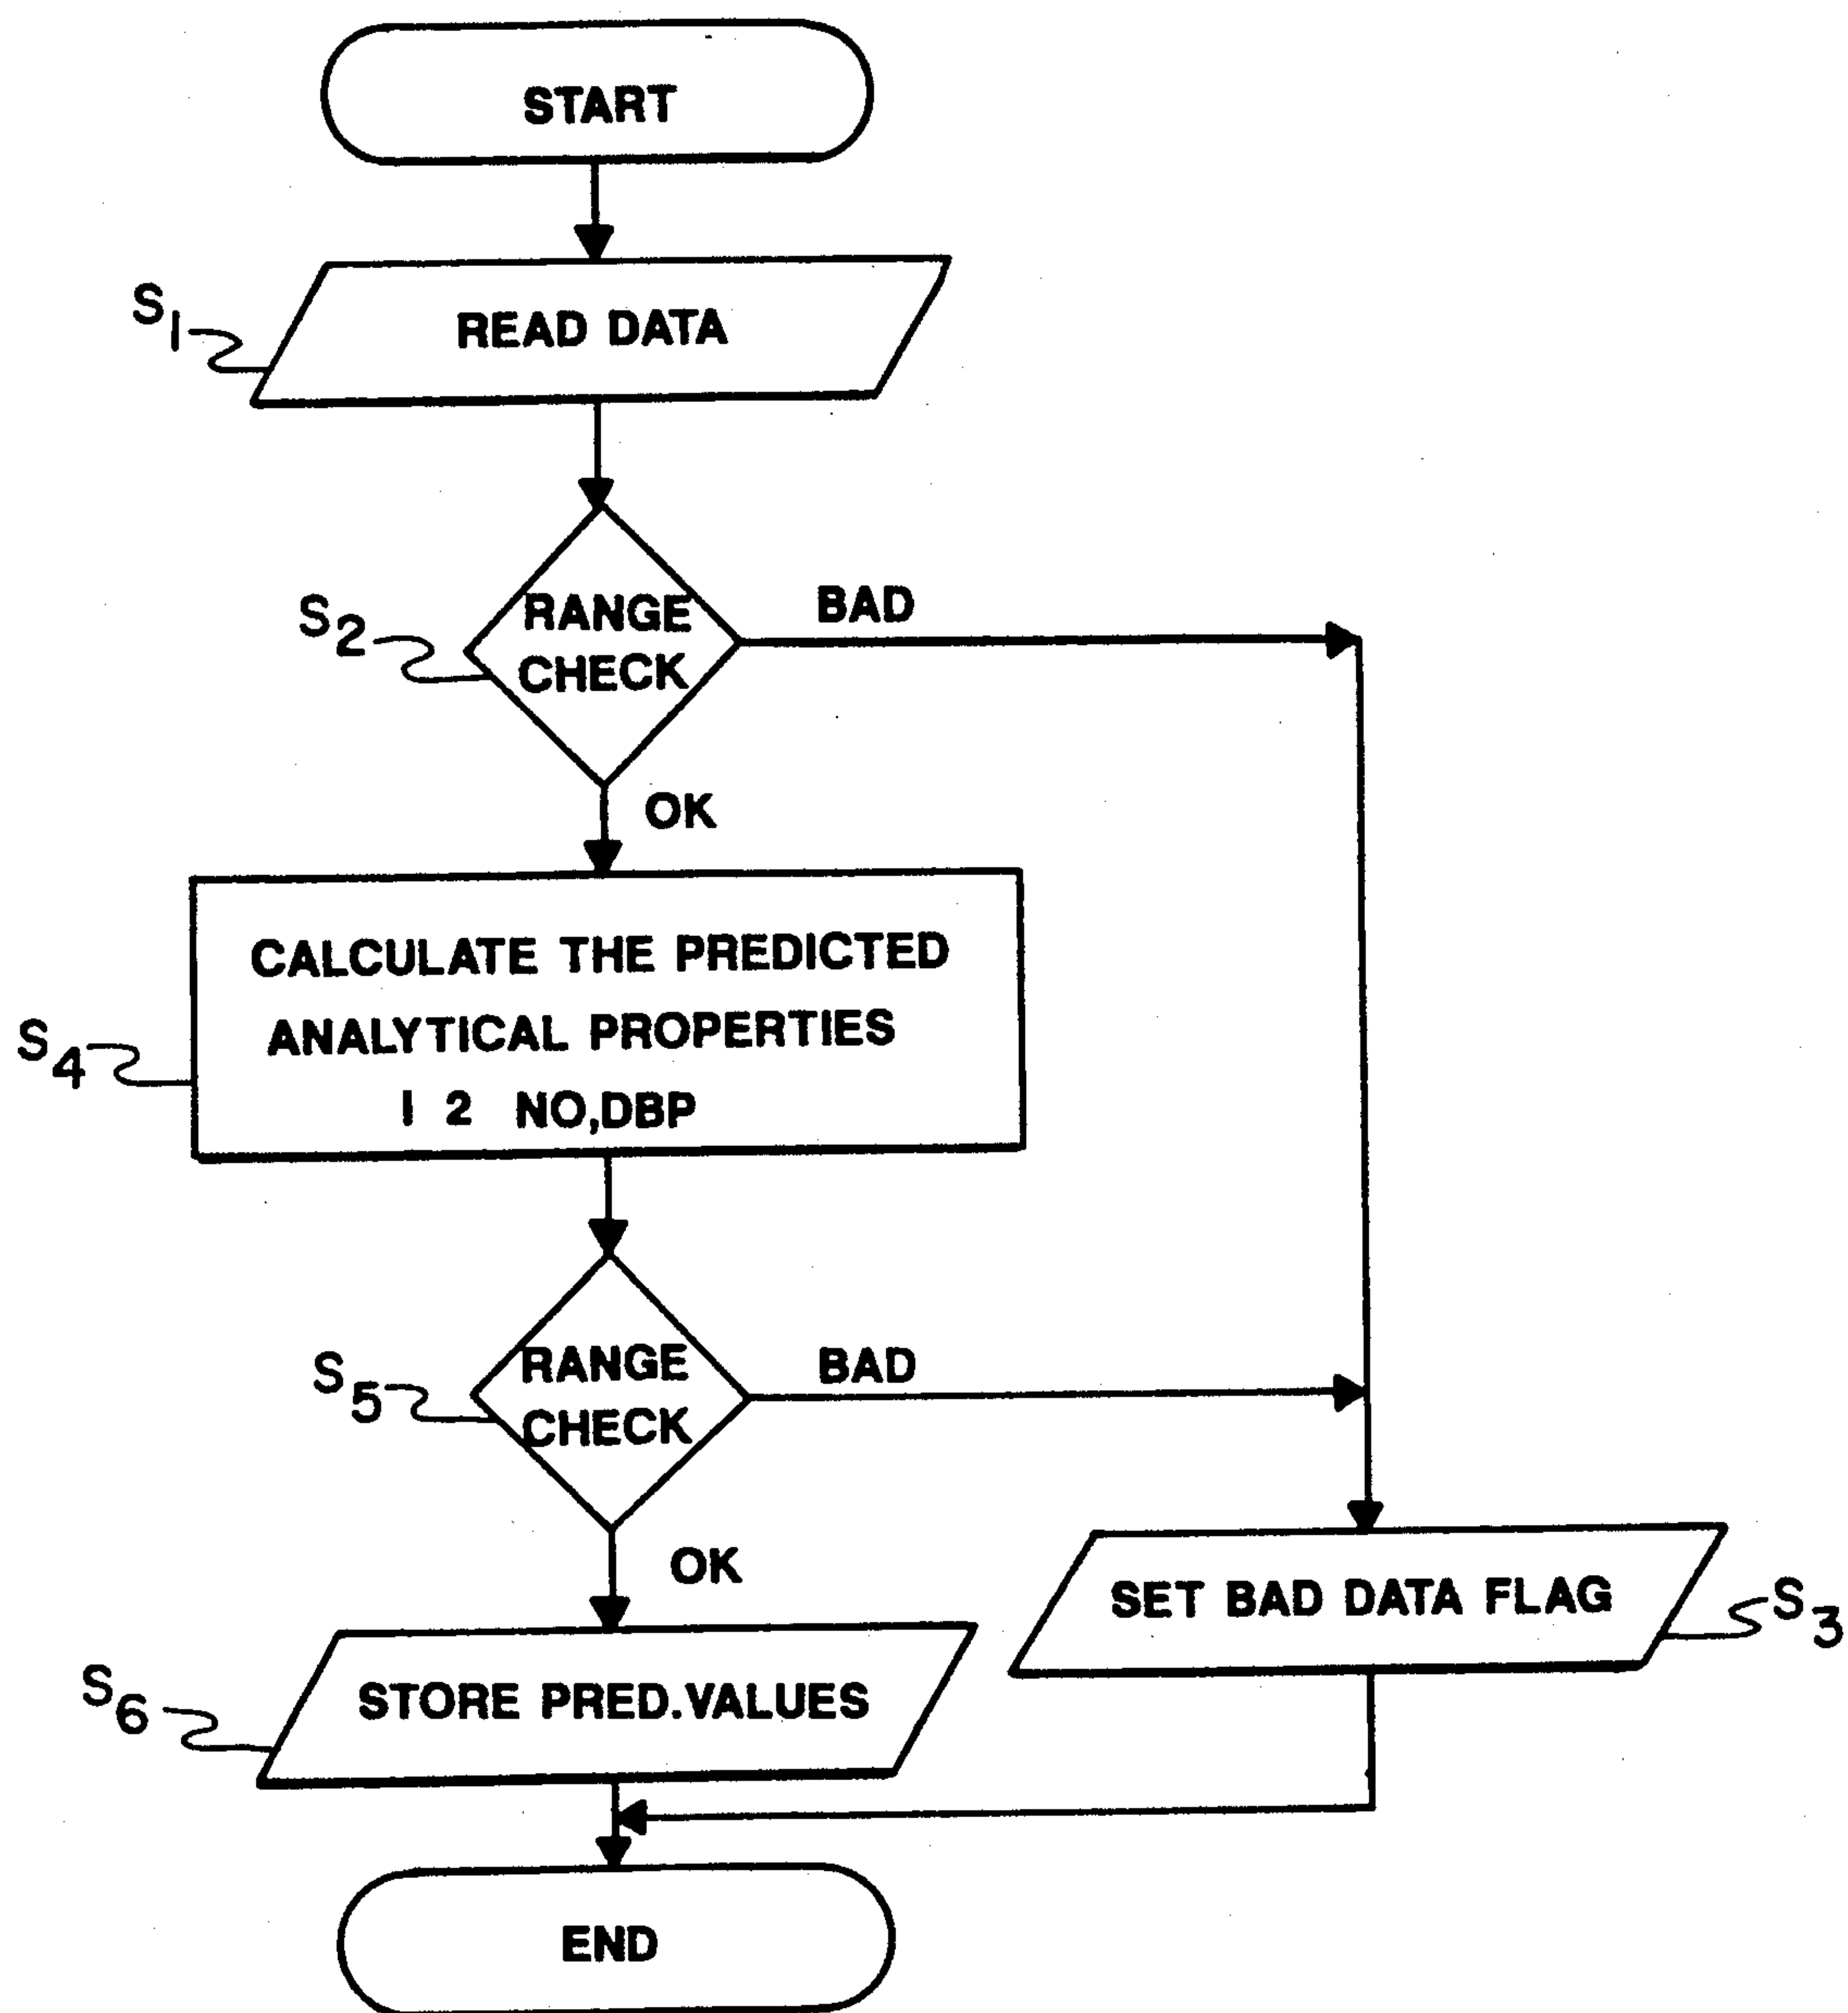 START
S1
READ DATA
S2
RANGE
CHECK
BAD
OK
S4
CALCULATE THE PREDICTED
ANALYTICAL PROPERTIES
I 2 NO,DBP
S5
RANGE
CHECK
BAD
OK
SET BAD DATA FLAG
S3
S6
STORE PRED.VALUES
END